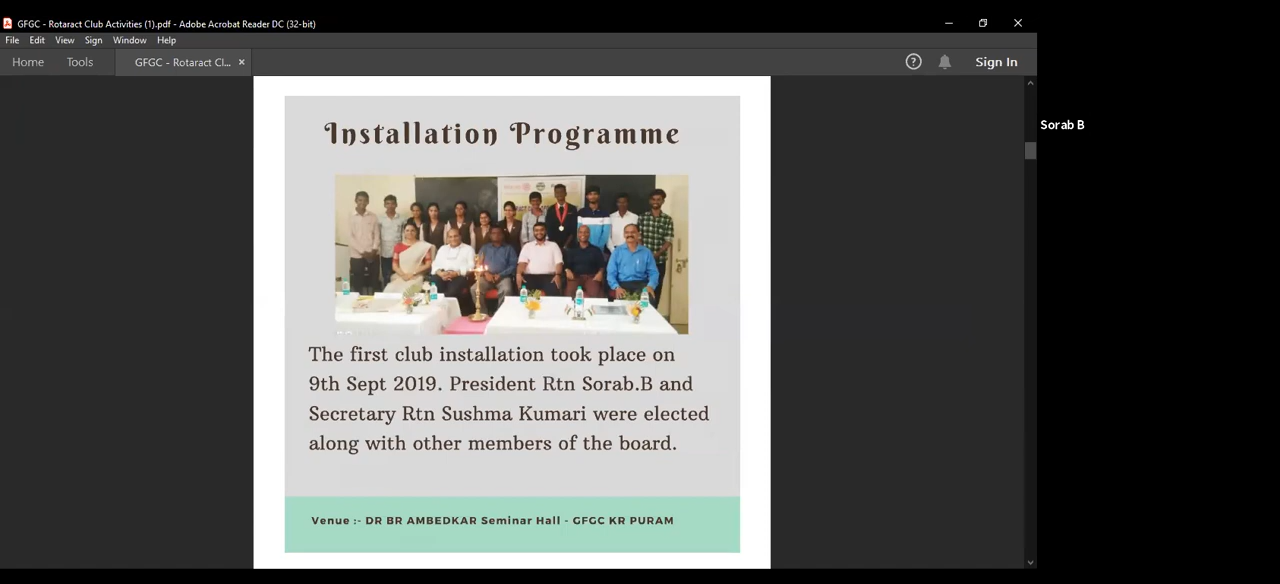 GFGC - Rotaract Club Activities (1).pdf - Adobe Acrobat Reader DC (32-bit)
File Edit View Sign Window Help
Home Tools GFGC - Rotaract Cl... × Sign In
Sorab B
Installation Programme
The first club installation took place on
9th Sept 2019. President Rtn Sorab.B and
Secretary Rtn Sushma Kumari were elected
along with other members of the board.
Venue :- DR BR AMBEDKAR Seminar Hall - GFGC KR PURAM